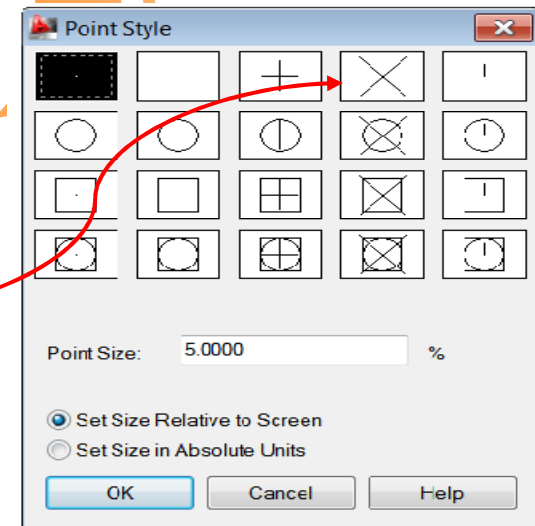 Point Style
Point Size: 5.0000 %
Set Size Relative to Screen
Set Size in Absolute Units
OK Cancel Help